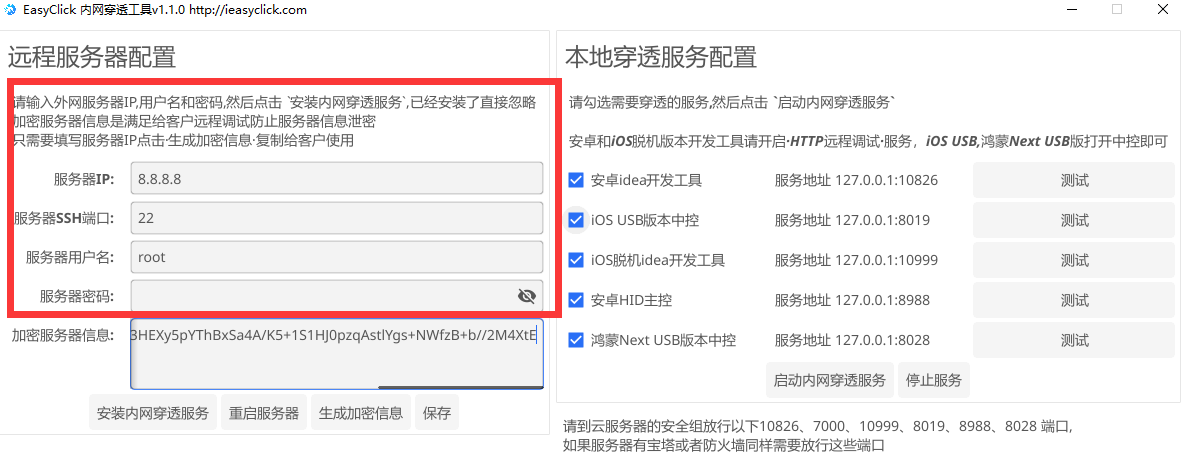 EasyClick 内网穿透工具v1.1.0 http://ieasyclick.com
远程服务器配置
请输入外网服务器IP,用户名和密码,然后点击 `安装内网穿透服务`,已经安装了直接忽略
加密服务器信息是满足给客户远程调试防止服务器信息泄密
只需要填写服务器IP点击·生成加密信息·复制给客户使用
服务器IP: 8.8.8.8
服务器SSH端口: 22
服务器用户名: root
服务器密码:
加密服务器信息: 3HEXy5pYThBxSa4A/K5+1S1HJ0pzqAstlYgs+NWfzB+b//2M4XtE
安装内网穿透服务 重启服务器 生成加密信息 保存
本地穿透服务配置
请勾选需要穿透的服务,然后点击 `启动内网穿透服务`
安卓和iOS脱机版本开发工具请开启·HTTP远程调试·服务，iOS USB,鸿蒙Next USB版打开中控即可
安卓idea开发工具 服务地址 127.0.0.1:10826 测试
iOS USB版本中控 服务地址 127.0.0.1:8019 测试
iOS脱机idea开发工具 服务地址 127.0.0.1:10999 测试
安卓HID主控 服务地址 127.0.0.1:8988 测试
鸿蒙Next USB版本中控 服务地址 127.0.0.1:8028 测试
启动内网穿透服务 停止服务
请到云服务器的安全组放行以下10826、7000、10999、8019、8988、8028 端口,
如果服务器有宝塔或者防火墙同样需要放行这些端口